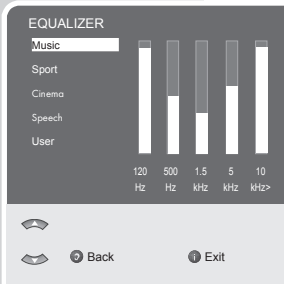 EQUALIZER
Music
Sport
Cinema
Speech
User
120 500 1.5 5 10
Hz Hz kHz kHz kHz>
Back Exit